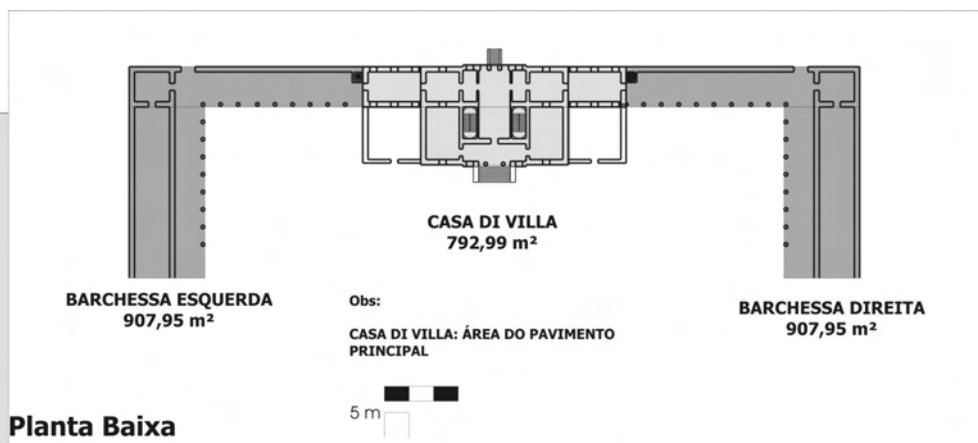 CASA DI VILLA
792,99 m²
BARCHESSA ESQUERDA
907,95 m²
BARCHESSA DIREITA
907,95 m²
Obs:
CASA DI VILLA: ÁREA DO PAVIMENTO
PRINCIPAL
5 m
Planta Baixa